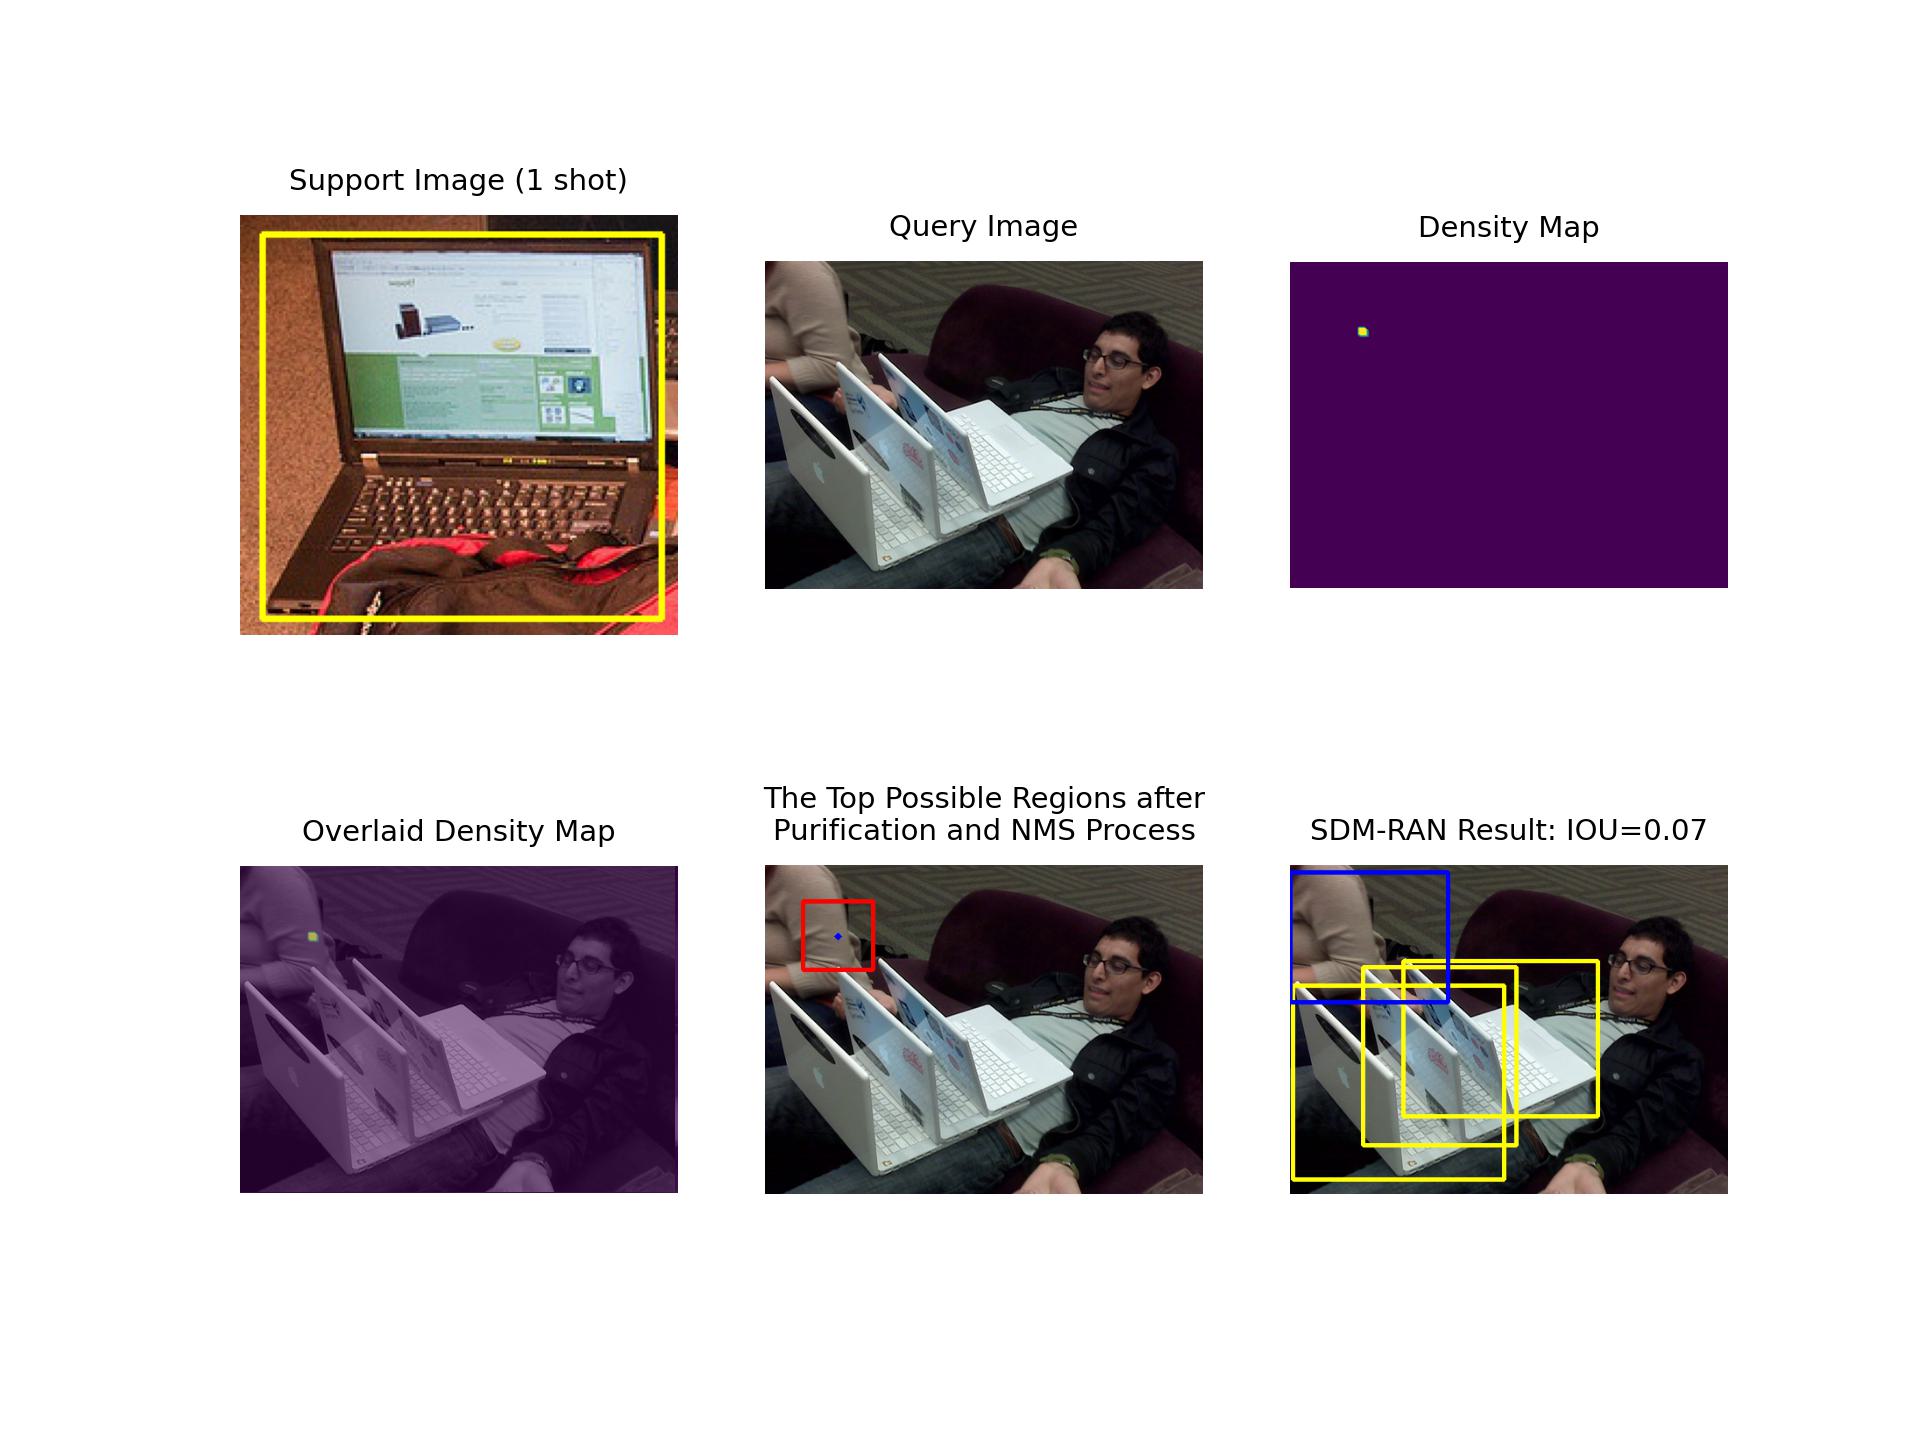 Support Image (1 shot)
Query Image
Density Map
woot!
Overlaid Density Map
The Top Possible Regions after
Purification and NMS Process
SDM-RAN Result: IOU=0.07